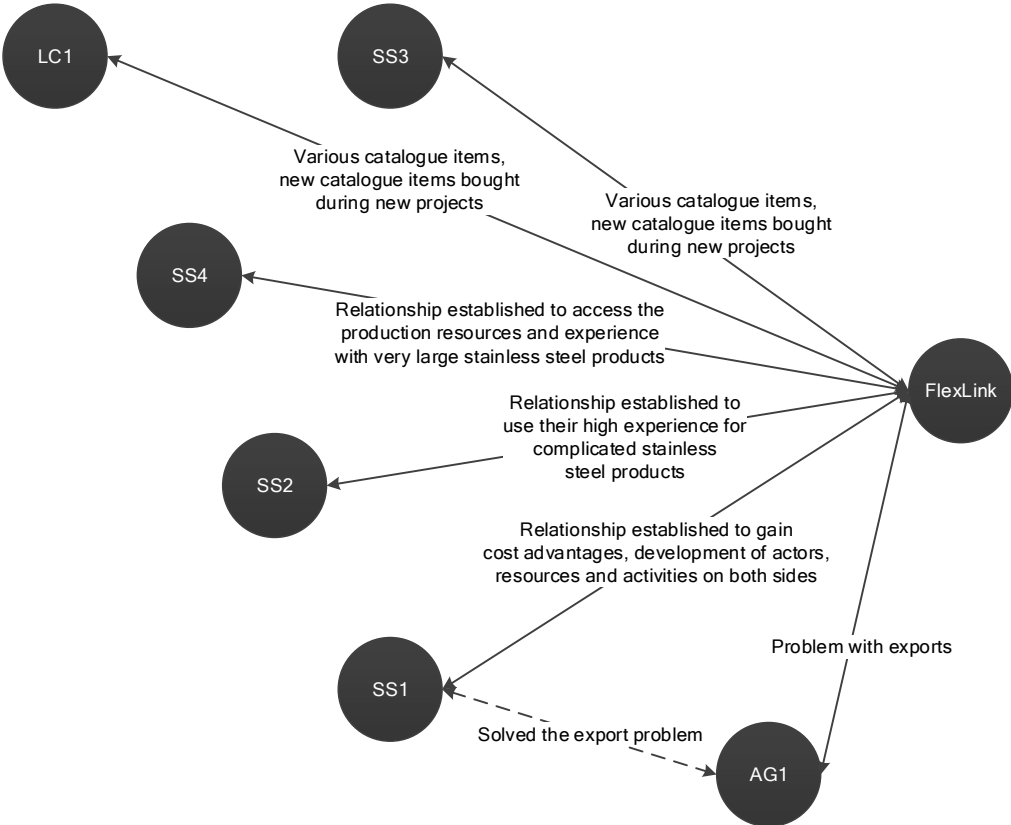 LC1
SS3
Various catalogue items,
new catalogue items bought
during new projects
Various catalogue items,
new catalogue items bought
during new projects
SS4
Relationship established to access the
production resources and experience
with very large stainless steel products
FlexLink
Relationship established to
use their high experience for
complicated stainless
steel products
SS2
Relationship established to gain
cost advantages, development of actors,
resources and activities on both sides
Problem with exports
SS1
Solved the export problem
AG1